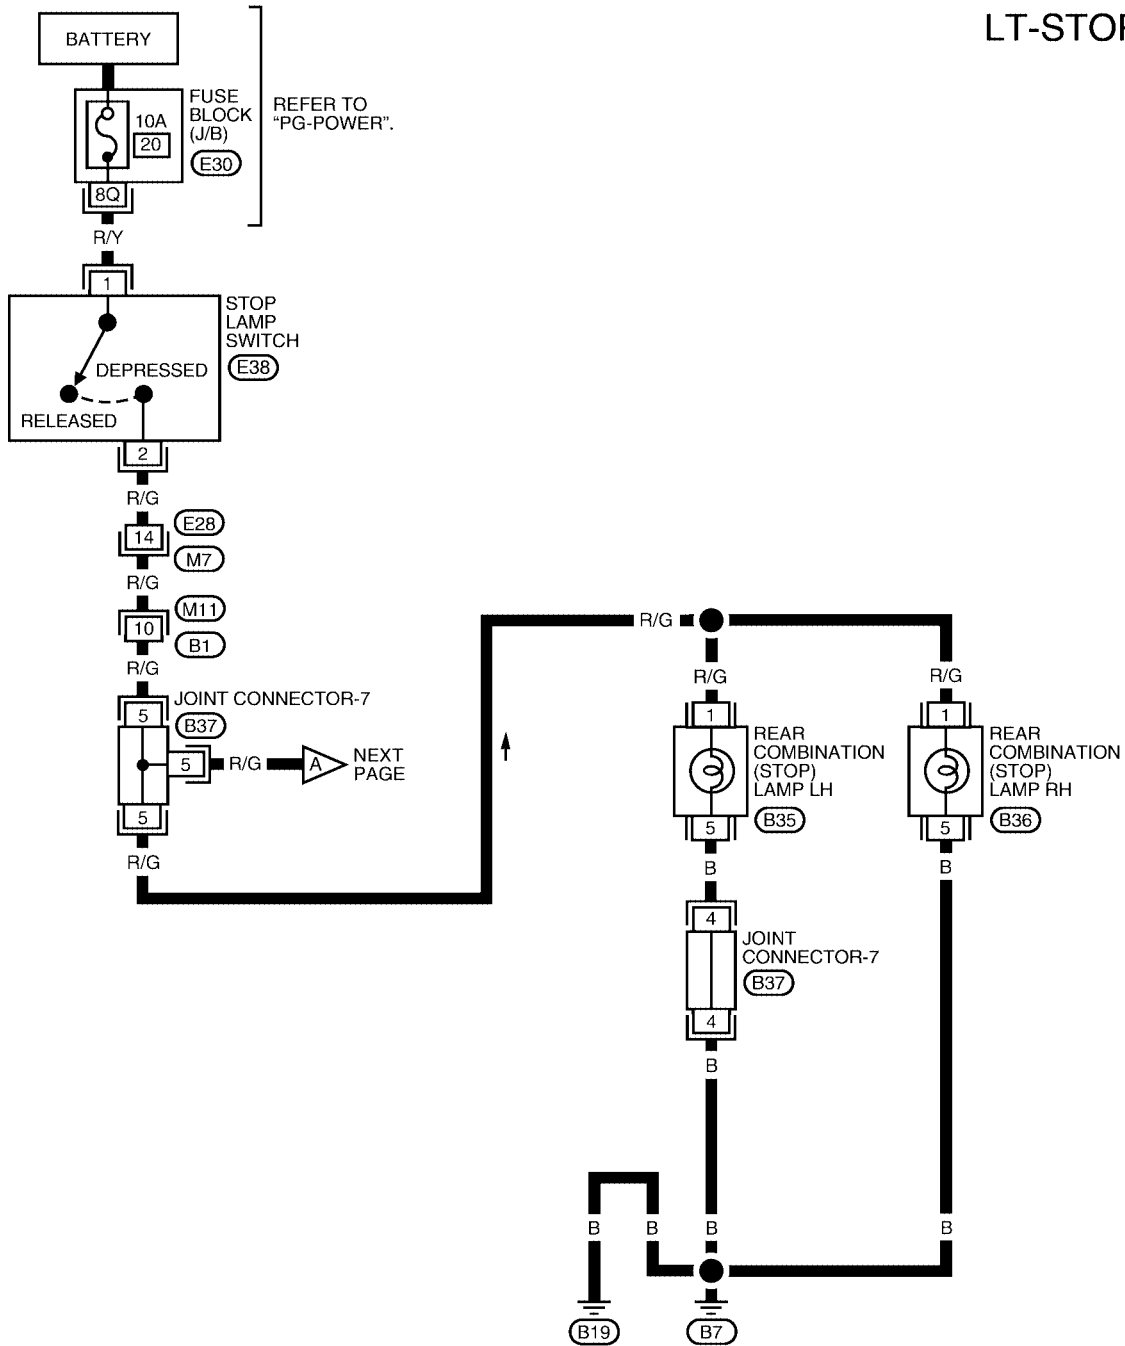 LT-STOP
BATTERY
FUSE
BLOCK
(J/B)
10A
20
E30
REFER TO
“PG-POWER”.
8Q
R/Y
1
STOP
LAMP
SWITCH
E38
DEPRESSED
RELEASED
2
R/G
E28
14
M7
R/G
M11
10
B1
R/G
JOINT CONNECTOR-7
5
B37
5
R/G
A
NEXT
PAGE
5
R/G
R/G
R/G
R/G
1
REAR
COMBINATION
(STOP)
LAMP LH
B35
5
1
REAR
COMBINATION
(STOP)
LAMP RH
B36
5
B
B
4
JOINT
CONNECTOR-7
B37
4
B
B
B
B
B
B19
B7